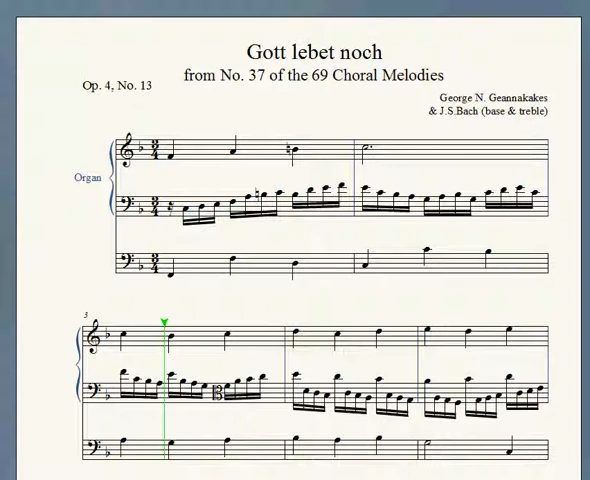 Gott lebet noch
from No. 37 of the 69 Choral Melodies
Op. 4, No. 13
George N. Geannakakes
& J.S.Bach (base & treble)
Organ
3